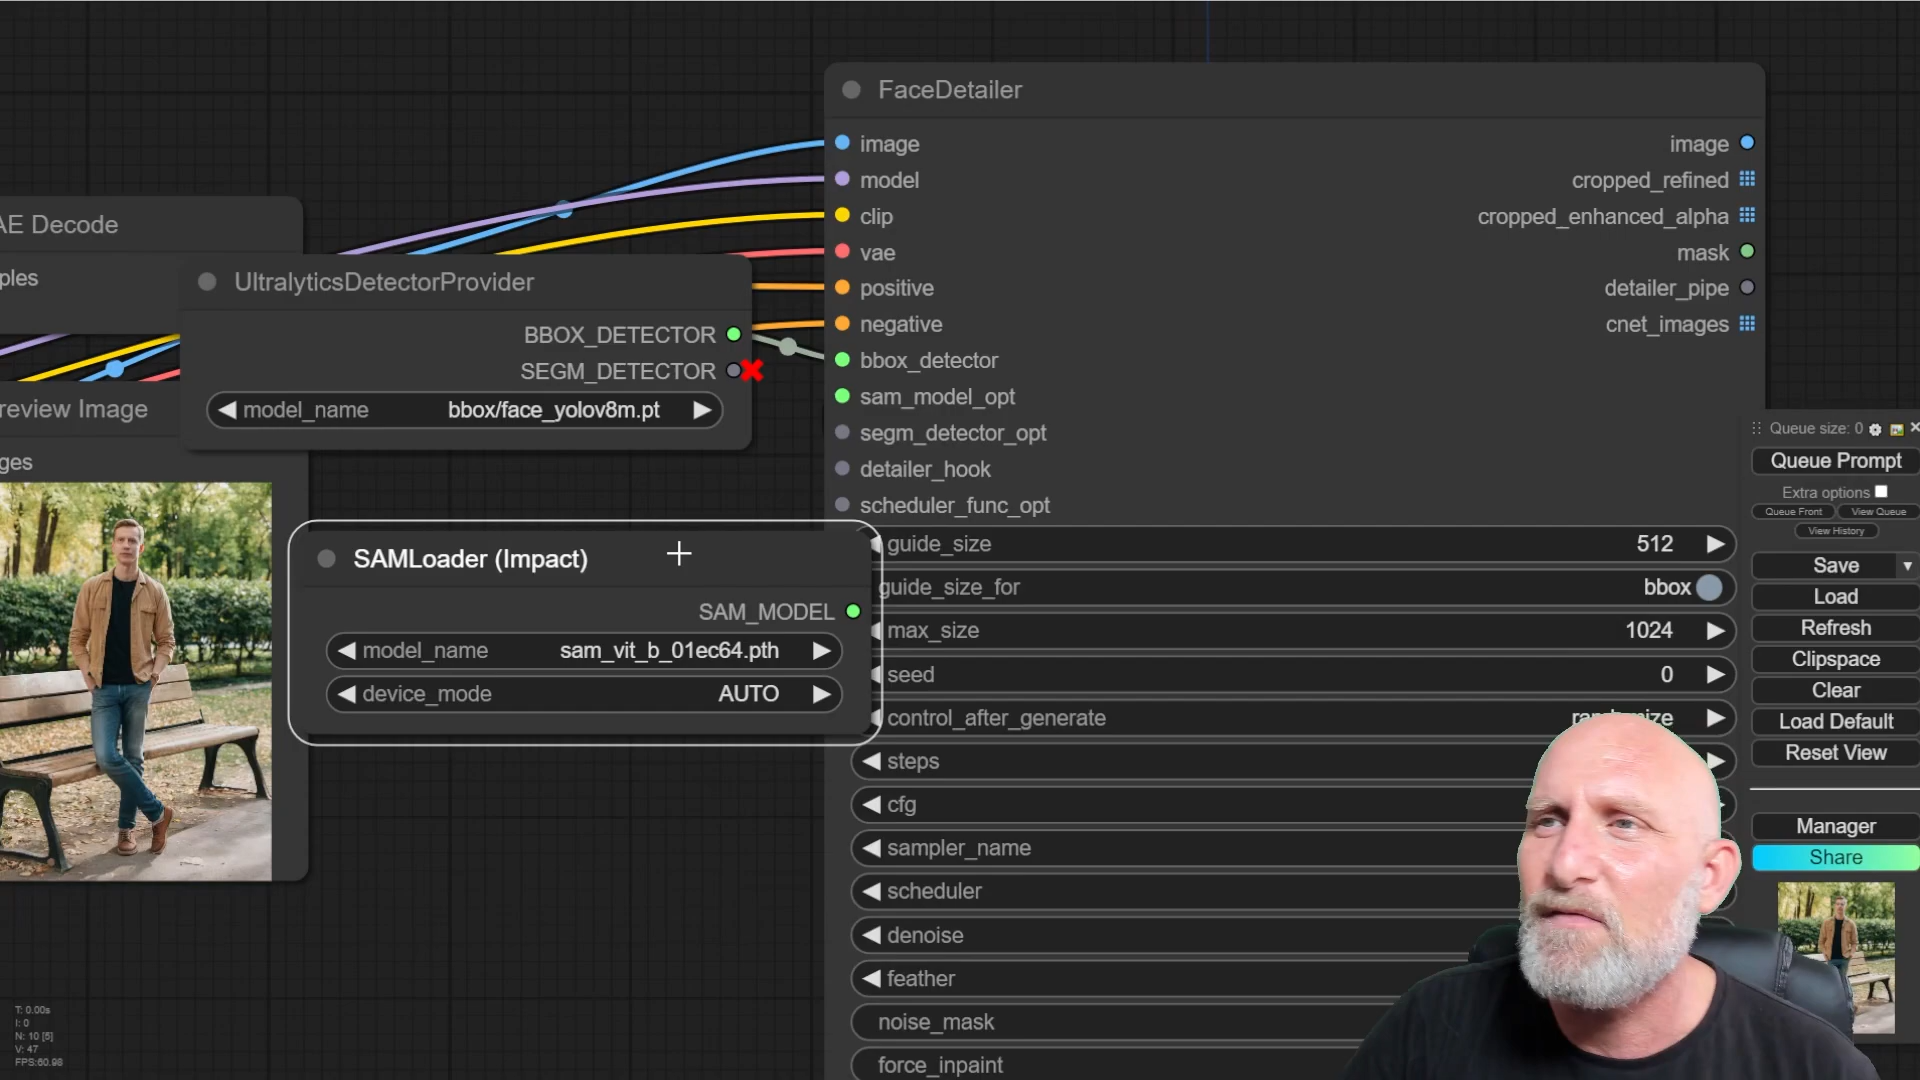 FaceDetailer
image
model
clip
vae
positive
negative
bbox_detector
sam_model_opt
segm_detector_opt
detailer_hook
scheduler_func_opt
image
cropped_refined
cropped_enhanced_alpha
mask
detailer_pipe
cnet_images
guide_size 512
guide_size_for bbox
max_size 1024
seed 0
control_after_generate randomize
steps
cfg
sampler_name
scheduler
denoise
feather
noise_mask
force_inpaint
AE Decode
ples
review Image
ges
UltralyticsDetectorProvider
BBOX_DETECTOR
SEGM_DETECTOR
model_name bbox/face_yolov8m.pt
SAMLoader (Impact)
SAM_MODEL
model_name sam_vit_b_01ec64.pth
device_mode AUTO
Queue size: 0
Queue Prompt
Extra options
Queue Front View Queue
View History
Save
Load
Refresh
Clipspace
Clear
Load Default
Reset View
Manager
Share
T: 0.00s
I: 0
N: 10 [5]
V: 47
FPS:60.98